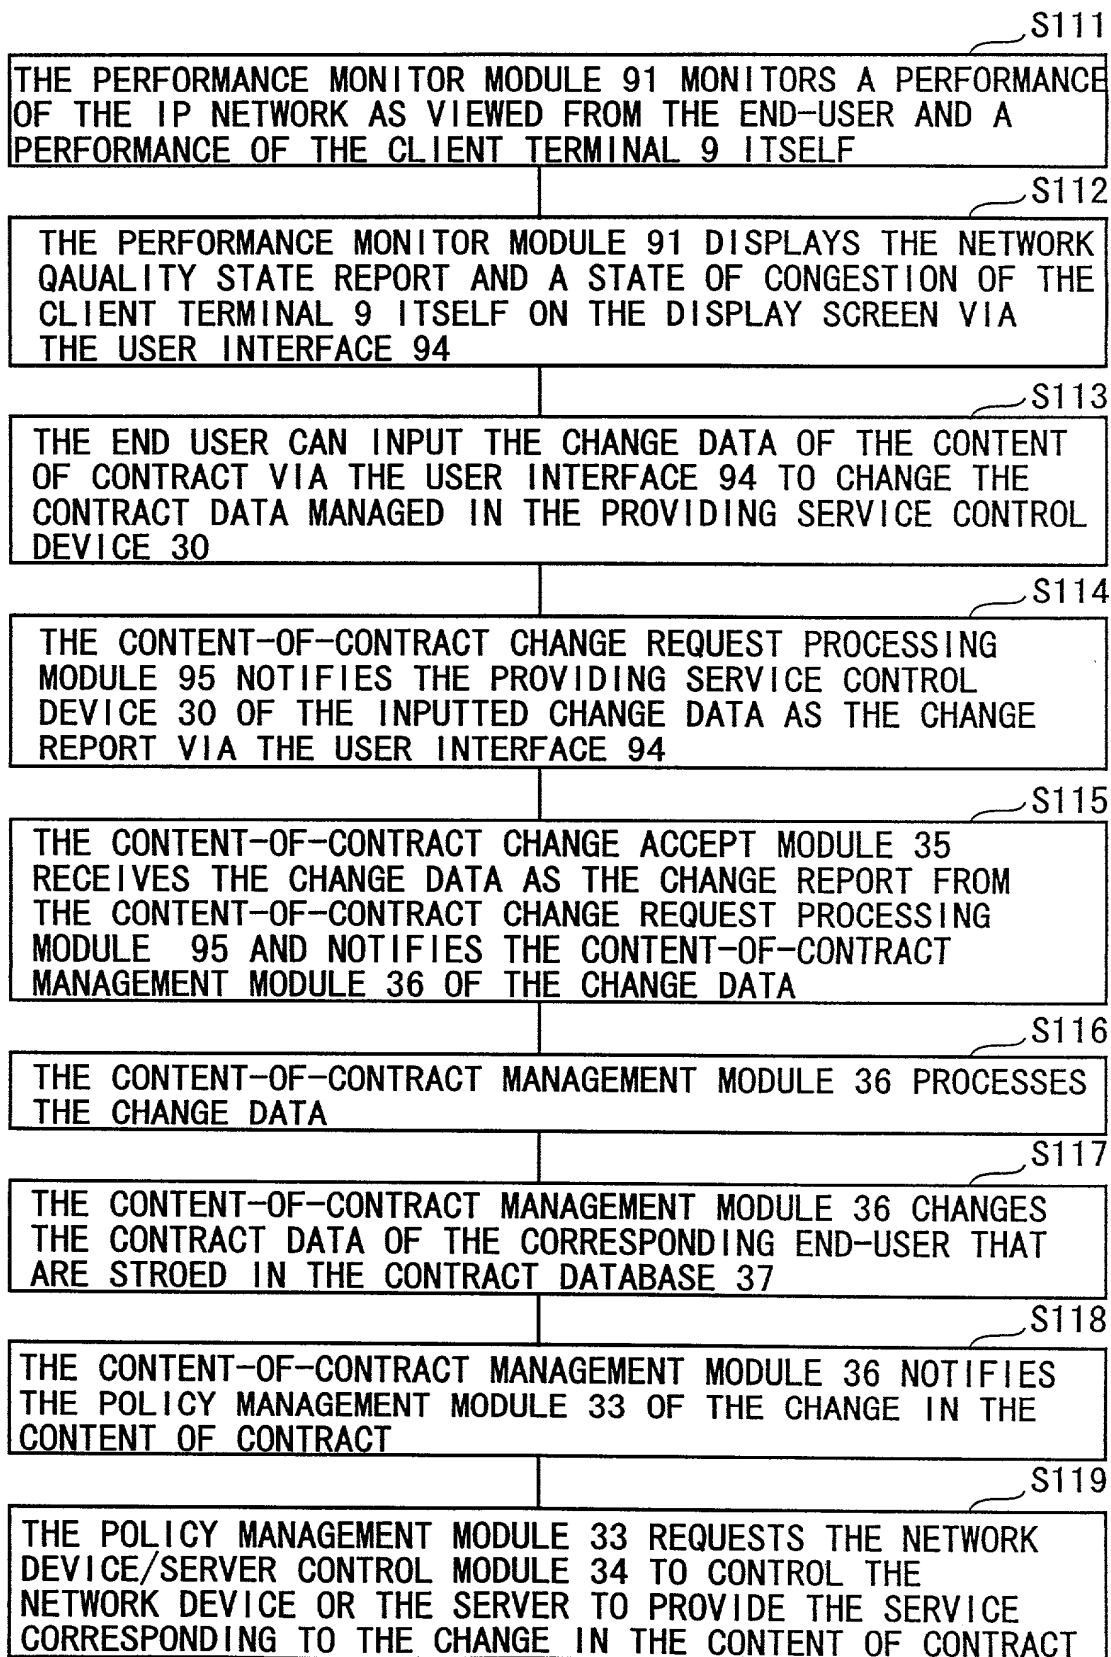 S111
THE PERFORMANCE MONITOR MODULE 91 MONITORS A PERFORMANCE
OF THE IP NETWORK AS VIEWED FROM THE END-USER AND A
PERFORMANCE OF THE CLIENT TERMINAL 9 ITSELF
S112
THE PERFORMANCE MONITOR MODULE 91 DISPLAYS THE NETWORK
QAUALITY STATE REPORT AND A STATE OF CONGESTION OF THE
CLIENT TERMINAL 9 ITSELF ON THE DISPLAY SCREEN VIA
THE USER INTERFACE 94
S113
THE END USER CAN INPUT THE CHANGE DATA OF THE CONTENT
OF CONTRACT VIA THE USER INTERFACE 94 TO CHANGE THE
CONTRACT DATA MANAGED IN THE PROVIDING SERVICE CONTROL
DEVICE 30
S114
THE CONTENT-OF-CONTRACT CHANGE REQUEST PROCESSING
MODULE 95 NOTIFIES THE PROVIDING SERVICE CONTROL
DEVICE 30 OF THE INPUTTED CHANGE DATA AS THE CHANGE
REPORT VIA THE USER INTERFACE 94
S115
THE CONTENT-OF-CONTRACT CHANGE ACCEPT MODULE 35
RECEIVES THE CHANGE DATA AS THE CHANGE REPORT FROM
THE CONTENT-OF-CONTRACT CHANGE REQUEST PROCESSING
MODULE 95 AND NOTIFIES THE CONTENT-OF-CONTRACT
MANAGEMENT MODULE 36 OF THE CHANGE DATA
S116
THE CONTENT-OF-CONTRACT MANAGEMENT MODULE 36 PROCESSES
THE CHANGE DATA
S117
THE CONTENT-OF-CONTRACT MANAGEMENT MODULE 36 CHANGES
THE CONTRACT DATA OF THE CORRESPONDING END-USER THAT
ARE STROED IN THE CONTRACT DATABASE 37
S118
THE CONTENT-OF-CONTRACT MANAGEMENT MODULE 36 NOTIFIES
THE POLICY MANAGEMENT MODULE 33 OF THE CHANGE IN THE
CONTENT OF CONTRACT
S119
THE POLICY MANAGEMENT MODULE 33 REQUESTS THE NETWORK
DEVICE/SERVER CONTROL MODULE 34 TO CONTROL THE
NETWORK DEVICE OR THE SERVER TO PROVIDE THE SERVICE
CORRESPONDING TO THE CHANGE IN THE CONTENT OF CONTRACT